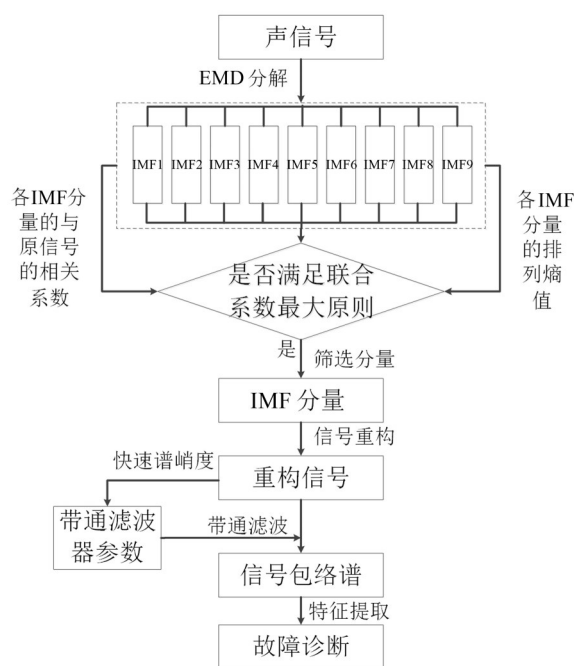 声信号
EMD 分解
IMF1 IMF2 IMF3 IMF4 IMF5 IMF6 IMF7 IMF8 IMF9
各IMF分
量的与
原信号
的相关
系数
各IMF
分量
的排
列熵
值
是否满足联合
系数最大原则
是
筛选分量
IMF 分量
信号重构
快速谱峭度
重构信号
带通滤波
器参数
带通滤波
信号包络谱
特征提取
故障诊断